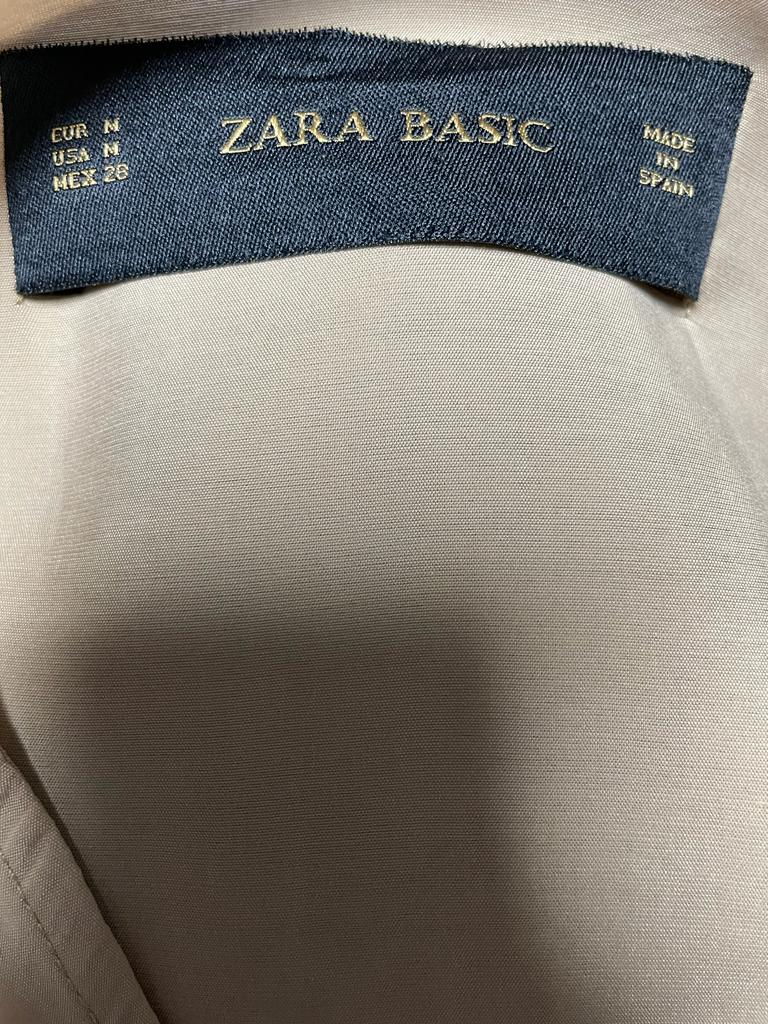 EUR M
USA M
MEX 28
ZARA BASIC
MADE
IN
SPAIN